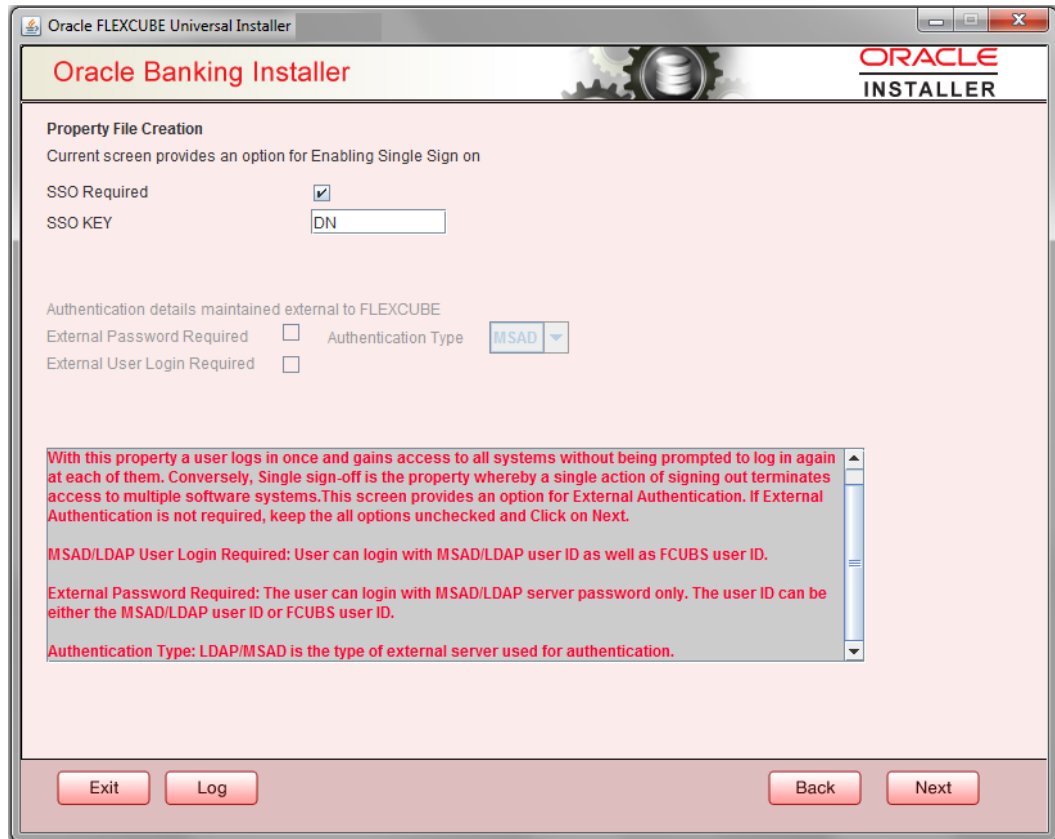 Oracle FLEXCUBE Universal Installer
Oracle Banking Installer
ORACLE
INSTALLER
Property File Creation
Current screen provides an option for Enabling Single Sign on
SSO Required
SSO KEY DN
Authentication details maintained external to FLEXCUBE
External Password Required Authentication Type MSAD
External User Login Required
With this property a user logs in once and gains access to all systems without being prompted to log in again
at each of them. Conversely, Single sign-off is the property whereby a single action of signing out terminates
access to multiple software systems.This screen provides an option for External Authentication. If External
Authentication is not required, keep the all options unchecked and Click on Next.
MSAD/LDAP User Login Required: User can login with MSAD/LDAP user ID as well as FCUBS user ID.
External Password Required: The user can login with MSAD/LDAP server password only. The user ID can be
either the MSAD/LDAP user ID or FCUBS user ID.
Authentication Type: LDAP/MSAD is the type of external server used for authentication.
Exit Log Back Next